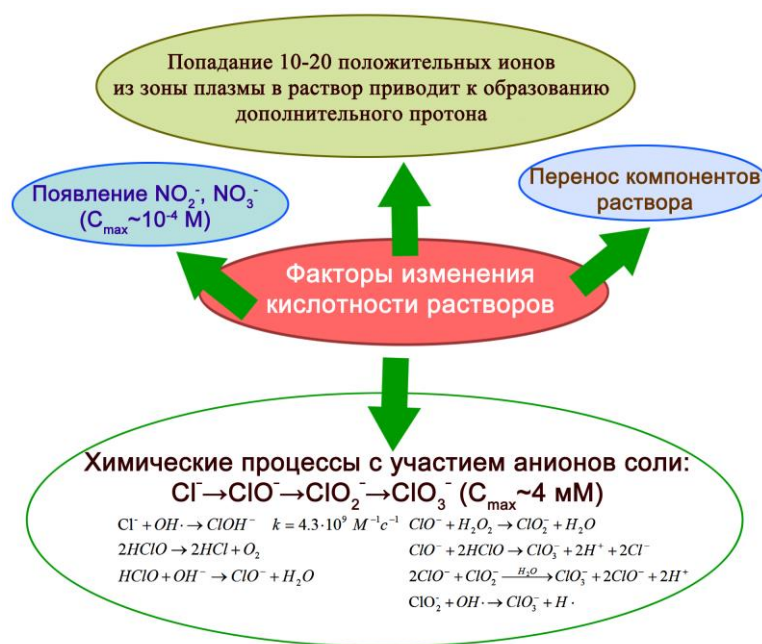 Попадание 10-20 положительных ионов
из зоны плазмы в раствор приводит к образованию
дополнительного протона
Появление NO₂⁻, NO₃⁻
(Cmax~10⁻⁴ М)
Перенос компонентов
раствора
Факторы изменения
кислотности растворов
Химические процессы с участием анионов соли:
Cl⁻→ClO⁻→ClO₂⁻→ClO₃⁻ (Cmax~4 мМ)
Cl⁻ + OH· → ClOH⁻ k = 4.3·10⁹ M⁻¹c⁻¹
2HClO → 2HCl + O₂
HClO + OH⁻ → ClO⁻ + H₂O
ClO⁻ + H₂O₂ → ClO₂⁻ + H₂O
ClO⁻ + 2HClO → ClO₃⁻ + 2H⁺ + 2Cl⁻
2ClO⁻ + ClO₂⁻ —H₂O→ ClO₃⁻ + 2ClO⁻ + 2H⁺
ClO₂⁻ + OH· → ClO₃⁻ + H·